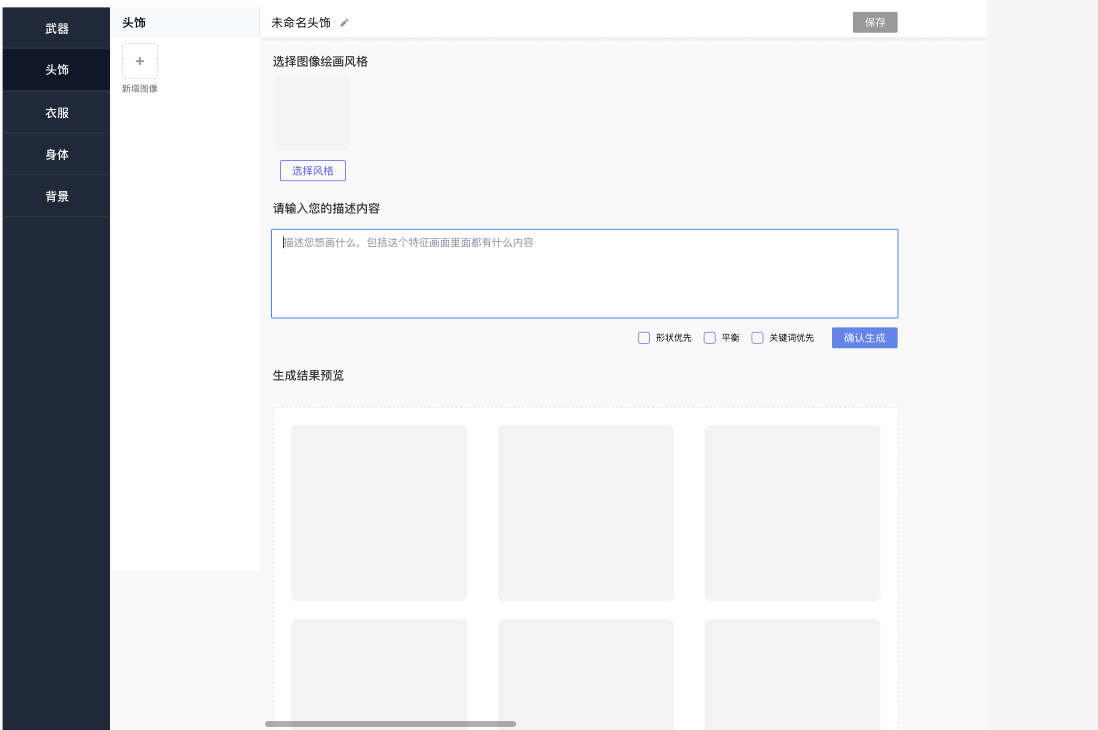 武器
头饰
衣服
身体
背景
头饰
新增图像
未命名头饰
保存
选择图像绘画风格
选择风格
请输入您的描述内容
描述您想画什么，包括这个特征画面里面都有什么内容
形状优先 平衡 关键词优先 确认生成
生成结果预览